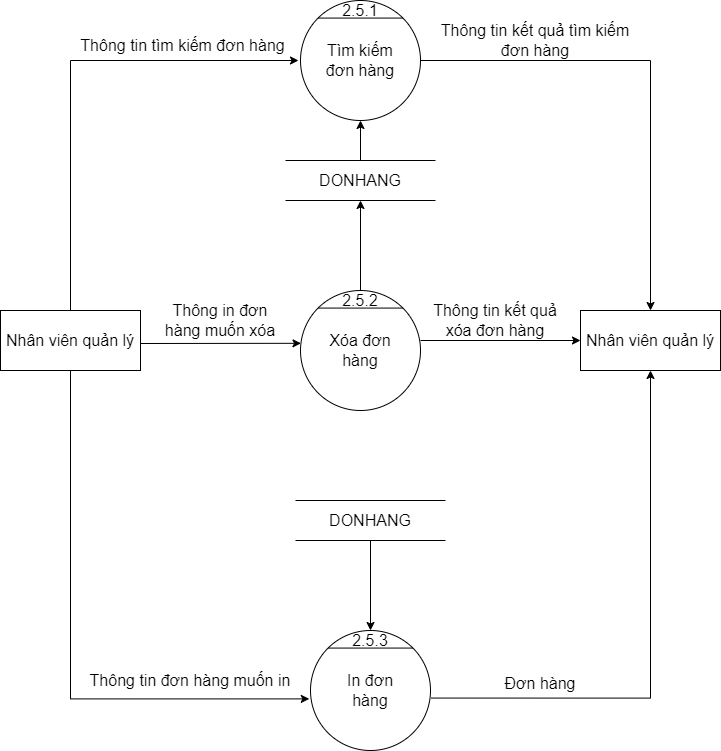 2.5.1
Thông tin tìm kiếm đơn hàng
Tìm kiếm
đơn hàng
Thông tin kết quả tìm kiếm
đơn hàng
DONHANG
2.5.2
Thông in đơn
hàng muốn xóa
Xóa đơn
hàng
Thông tin kết quả
xóa đơn hàng
Nhân viên quản lý
Nhân viên quản lý
DONHANG
2.5.3
Thông tin đơn hàng muốn in
In đơn
hàng
Đơn hàng